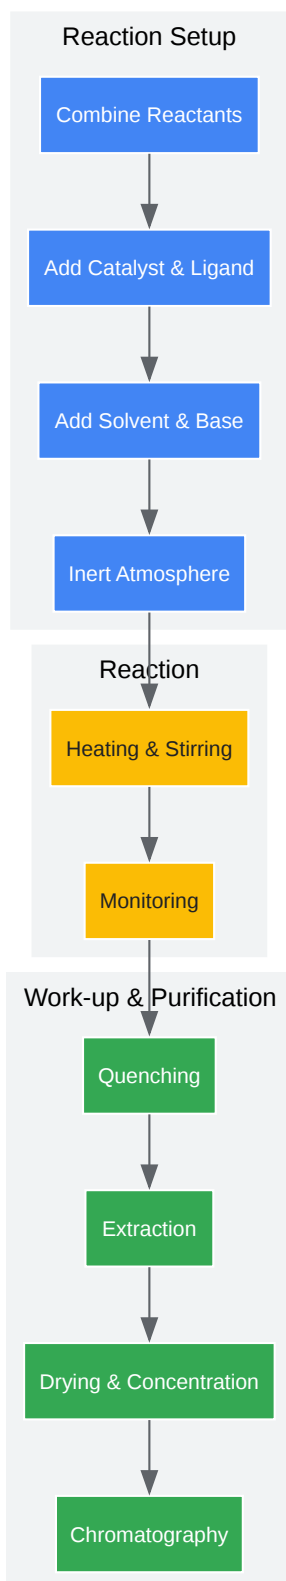 Reaction Setup
Combine Reactants
Add Catalyst & Ligand
Add Solvent & Base
Inert Atmosphere
Reaction
Heating & Stirring
Monitoring
Work-up & Purification
Quenching
Extraction
Drying & Concentration
Chromatography